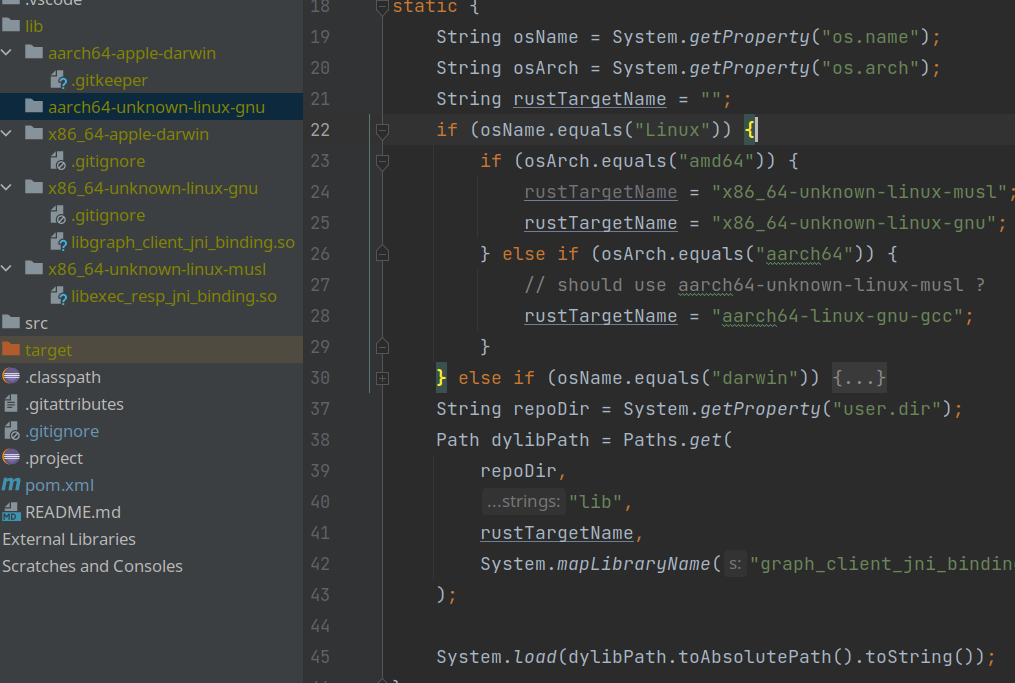 .vscode
lib
aarch64-apple-darwin
.gitkeeper
aarch64-unknown-linux-gnu
x86_64-apple-darwin
.gitignore
x86_64-unknown-linux-gnu
.gitignore
libgraph_client_jni_binding.so
x86_64-unknown-linux-musl
libexec_resp_jni_binding.so
src
target
.classpath
.gitattributes
.gitignore
.project
pom.xml
README.md
External Libraries
Scratches and Consoles
18 static {
19 String osName = System.getProperty("os.name");
20 String osArch = System.getProperty("os.arch");
21 String rustTargetName = "";
22 if (osName.equals("Linux")) {
23 if (osArch.equals("amd64")) {
24 rustTargetName = "x86_64-unknown-linux-musl";
25 rustTargetName = "x86_64-unknown-linux-gnu";
26 } else if (osArch.equals("aarch64")) {
27 // should use aarch64-unknown-linux-musl ?
28 rustTargetName = "aarch64-linux-gnu-gcc";
29 }
30 } else if (osName.equals("darwin")) {...}
37 String repoDir = System.getProperty("user.dir");
38 Path dylibPath = Paths.get(
39 repoDir,
40 ...strings: "lib",
41 rustTargetName,
42 System.mapLibraryName( s: "graph_client_jni_bindin
43 );
44
45 System.load(dylibPath.toAbsolutePath().toString());